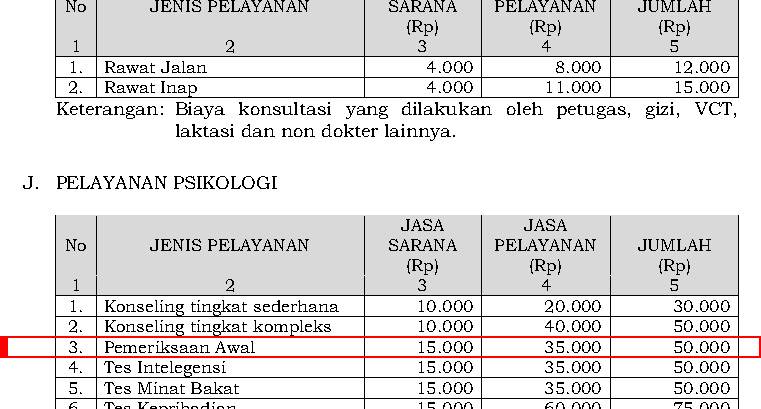 No JENIS PELAYANAN SARANA PELAYANAN JUMLAH
(Rp) (Rp) (Rp)
1 2 3 4 5
1. Rawat Jalan 4.000 8.000 12.000
2. Rawat Inap 4.000 11.000 15.000
Keterangan: Biaya konsultasi yang dilakukan oleh petugas, gizi, VCT,
laktasi dan non dokter lainnya.
J. PELAYANAN PSIKOLOGI
JASA JASA
No JENIS PELAYANAN SARANA PELAYANAN JUMLAH
(Rp) (Rp) (Rp)
1 2 3 4 5
1. Konseling tingkat sederhana 10.000 20.000 30.000
2. Konseling tingkat kompleks 10.000 40.000 50.000
3. Pemeriksaan Awal 15.000 35.000 50.000
4. Tes Intelegensi 15.000 35.000 50.000
5. Tes Minat Bakat 15.000 35.000 50.000
6. Tes Kepribadian 15.000 60.000 75.000